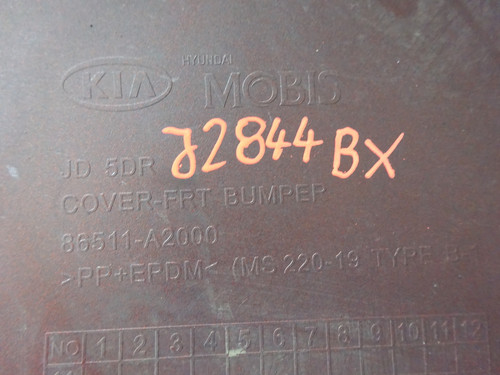 HYUNDAI
KIA MOBIS
J2844BX
JD 5DR
COVER-FRT BUMPER
86511-A2000
>PP+EPDM< (MS 220-19 TYPE B-
NO 1 2 3 4 5 6 7 8 9 10 11 12